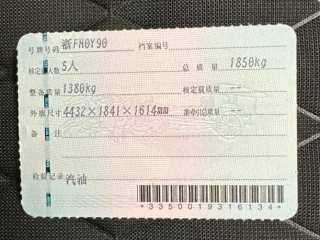 号牌号码 浙FH0Y90 档案编号
核定载人数 5人 总质量 1850kg
整备质量 1380kg 核定载质量 --
外廓尺寸 4432×1841×1614mm 准牵引总质量 --
备注
检验记录 汽油
*3350019316134*